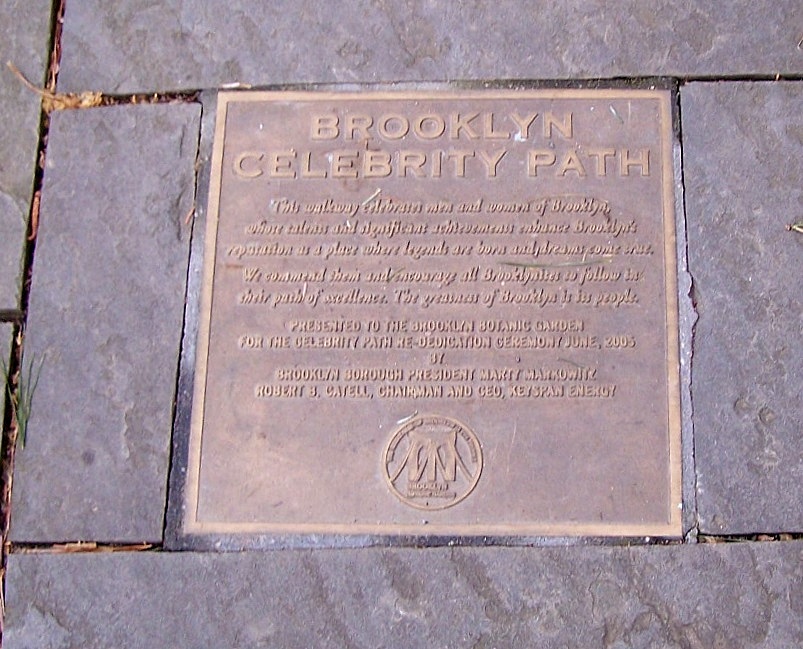 BROOKLYN
CELEBRITY PATH
This walkway celebrates men and women of Brooklyn,
whose talents and significant achievements enhance Brooklyn's
reputation as a place where legends are born and dreams come true.
We commend them and encourage all Brooklynites to follow in
their path of excellence. The greatness of Brooklyn is its people.
PRESENTED TO THE BROOKLYN BOTANIC GARDEN
FOR THE CELEBRITY PATH RE-DEDICATION CEREMONY JUNE, 2005
BY
BROOKLYN BOROUGH PRESIDENT MARTY MARKOWITZ
ROBERT B. CATELL, CHAIRMAN AND CEO, KEYSPAN ENERGY
BROOKLYN